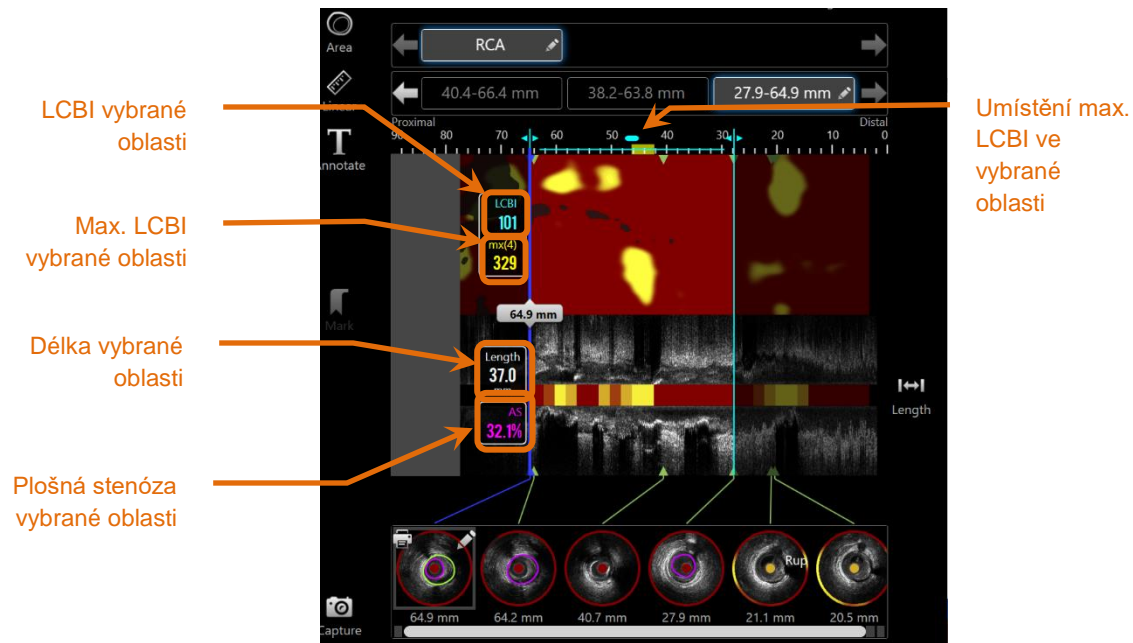 Area
RCA
Linear
40.4-66.4 mm
38.2-63.8 mm
27.9-64.9 mm
LCBI vybrané
oblasti
Umístění max.
LCBI ve
vybrané
oblasti
Proximal
Distal
90 80 70 60 50 40 30 20 10 0
T
Annotate
LCBI
101
mx(4)
329
Max. LCBI
vybrané oblasti
Mark
64.9 mm
Délka vybrané
oblasti
Length
37.0
mm
Length
AS
32.1%
Plošná stenóza
vybrané oblasti
Rup
64.9 mm
64.2 mm
40.7 mm
27.9 mm
21.1 mm
20.5 mm
Capture